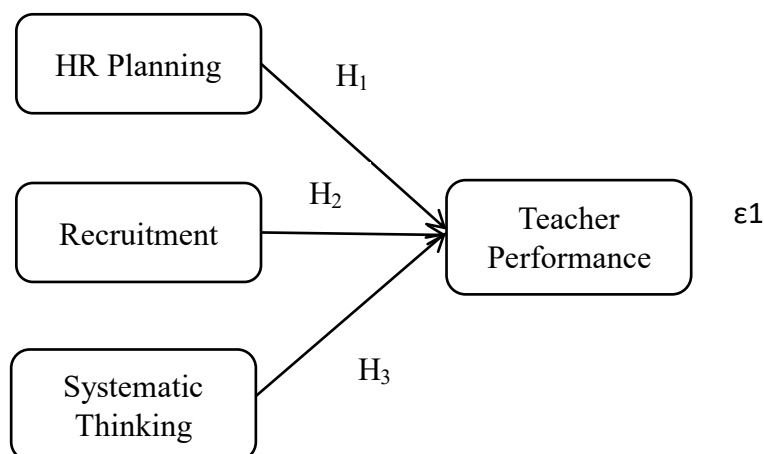 HR Planning
H₁
Recruitment
H₂
Teacher
Performance
ε1
Systematic
Thinking
H₃